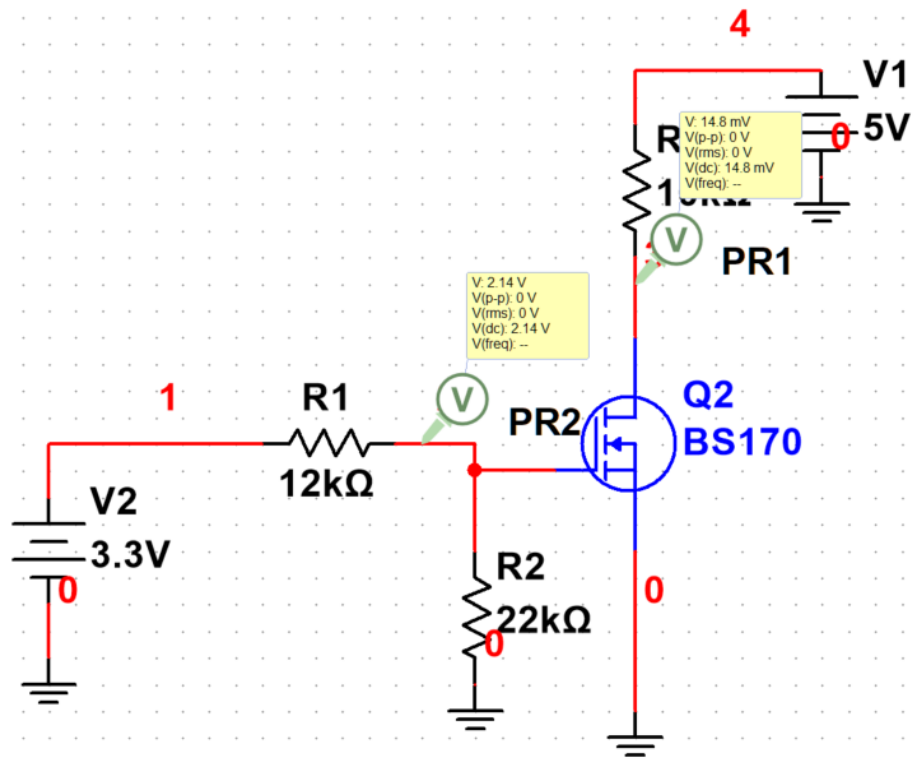 4
V1
5V
0
V: 14.8 mV
V(p-p): 0 V
V(rms): 0 V
V(dc): 14.8 mV
V(freq): --
V
PR1
V: 2.14 V
V(p-p): 0 V
V(rms): 0 V
V(dc): 2.14 V
V(freq): --
V
1
R1
12kΩ
PR2
Q2
BS170
V2
3.3V
0
R2
22kΩ
0
0